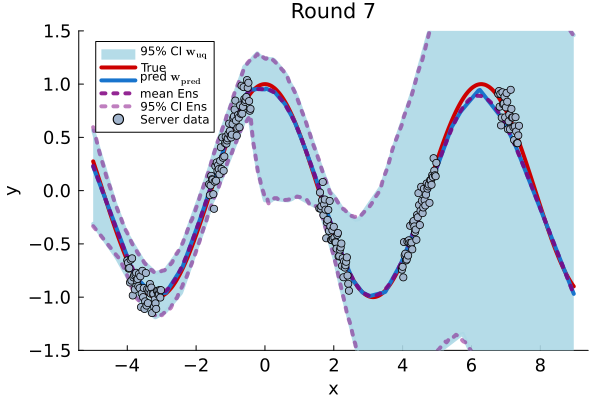 Round 7
95% CI w_uq
True
pred w_pred
mean Ens
95% CI Ens
Server data
1.5
1.0
0.5
0.0
−0.5
−1.0
−1.5
y
−4 −2 0 2 4 6 8
x